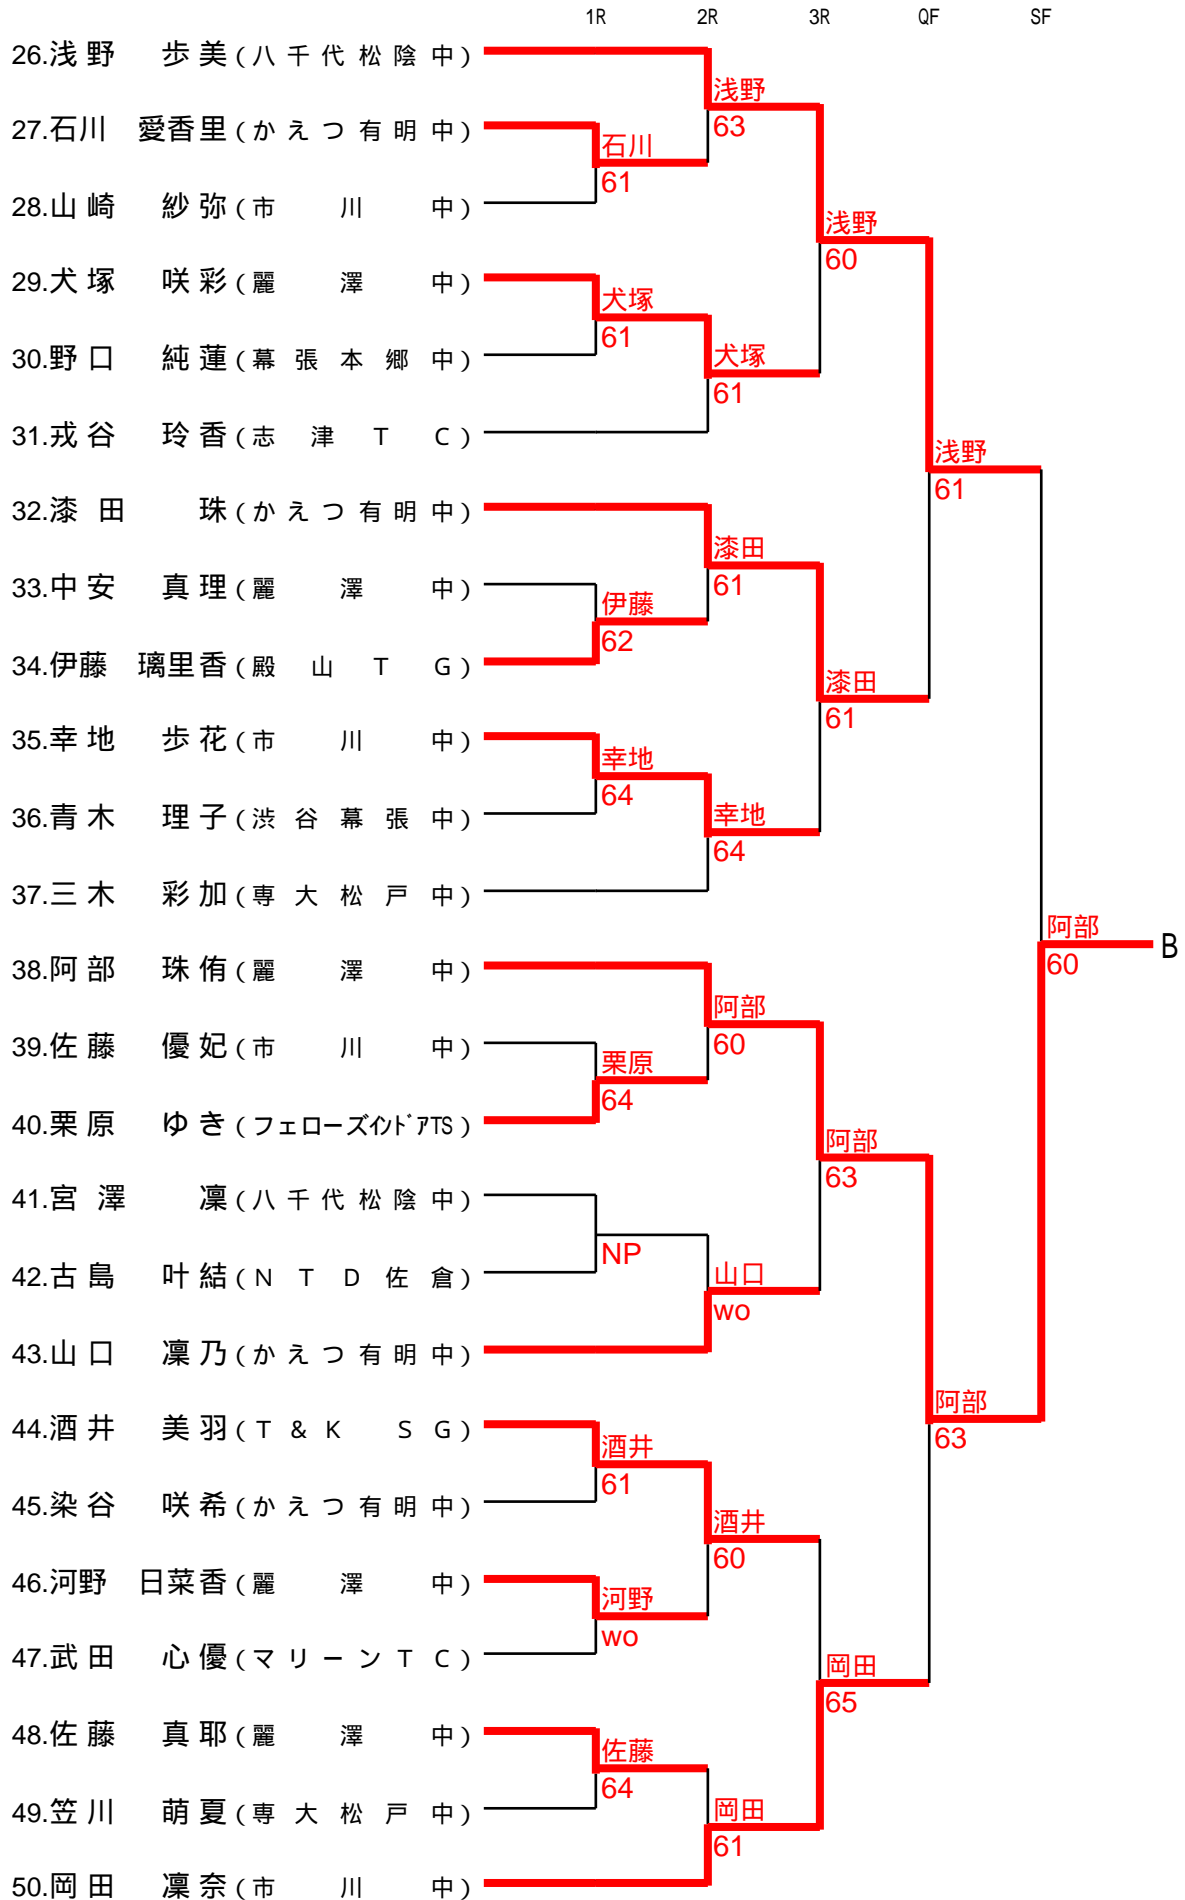 1R 2R 3R QF SF
26.浅野 歩美(八千代松陰中)
浅野
63
27.石川 愛香里(かえつ有明中)
石川
61
28.山崎 紗弥(市川中)
浅野
60
29.犬塚 咲彩(麗澤中)
犬塚
61
30.野口 純蓮(幕張本郷中)
犬塚
61
31.戎谷 玲香(志津TC)
浅野
61
32.漆田 珠(かえつ有明中)
漆田
61
33.中安 真理(麗澤中)
伊藤
62
34.伊藤 璃里香(殿山TG)
漆田
61
35.幸地 歩花(市川中)
幸地
64
36.青木 理子(渋谷幕張中)
幸地
64
37.三木 彩加(専大松戸中)
阿部
60
B
38.阿部 珠侑(麗澤中)
阿部
60
39.佐藤 優妃(市川中)
栗原
64
40.栗原 ゆき(フェローズインドアTS)
阿部
63
41.宮澤 凜(八千代松陰中)
NP
42.古島 叶結(NTD佐倉)
山口
wo
43.山口 凜乃(かえつ有明中)
阿部
63
44.酒井 美羽(T&K SG)
酒井
61
45.染谷 咲希(かえつ有明中)
酒井
60
46.河野 日菜香(麗澤中)
河野
wo
47.武田 心優(マリーンTC)
岡田
65
48.佐藤 真耶(麗澤中)
佐藤
64
49.笠川 萌夏(専大松戸中)
岡田
61
50.岡田 凜奈(市川中)